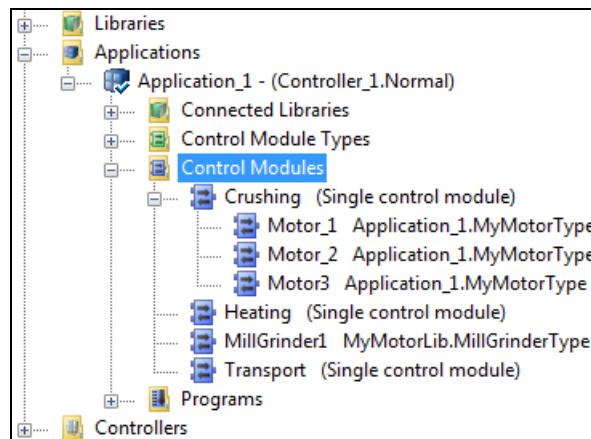 Libraries
Applications
Application_1 - (Controller_1.Normal)
Connected Libraries
Control Module Types
Control Modules
Crushing (Single control module)
Motor_1 Application_1.MyMotorType
Motor_2 Application_1.MyMotorType
Motor3 Application_1.MyMotorType
Heating (Single control module)
MillGrinder1 MyMotorLib.MillGrinderType
Transport (Single control module)
Programs
Controllers